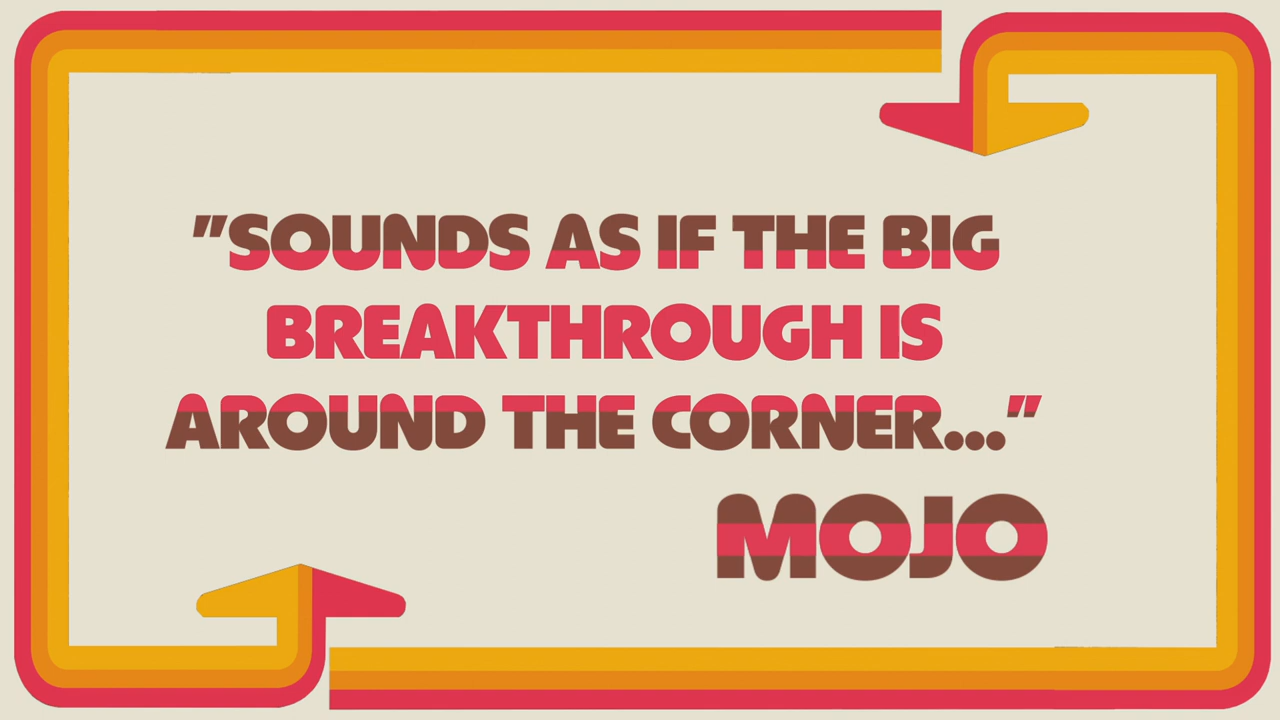 "SOUNDS AS IF THE BIG
BREAKTHROUGH IS
AROUND THE CORNER..."
MOJO